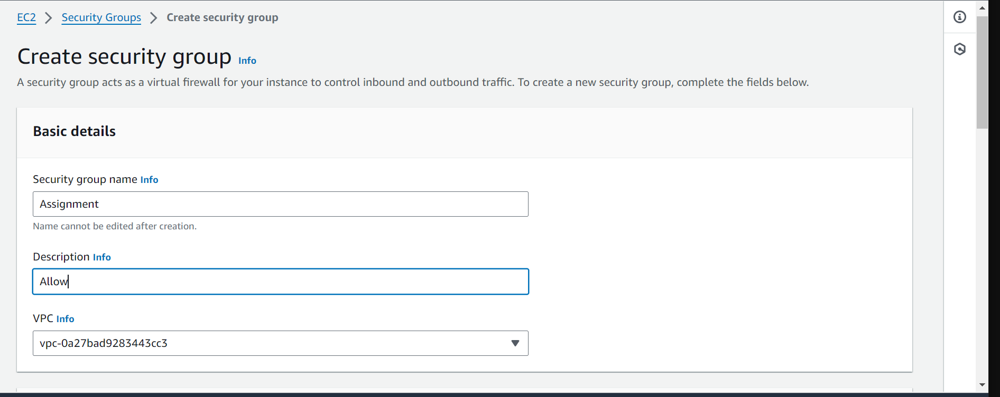 EC2 > Security Groups > Create security group
Create security group Info
A security group acts as a virtual firewall for your instance to control inbound and outbound traffic. To create a new security group, complete the fields below.
Basic details
Security group name Info
Assignment
Name cannot be edited after creation.
Description Info
Allow
VPC Info
vpc-0a27bad9283443cc3